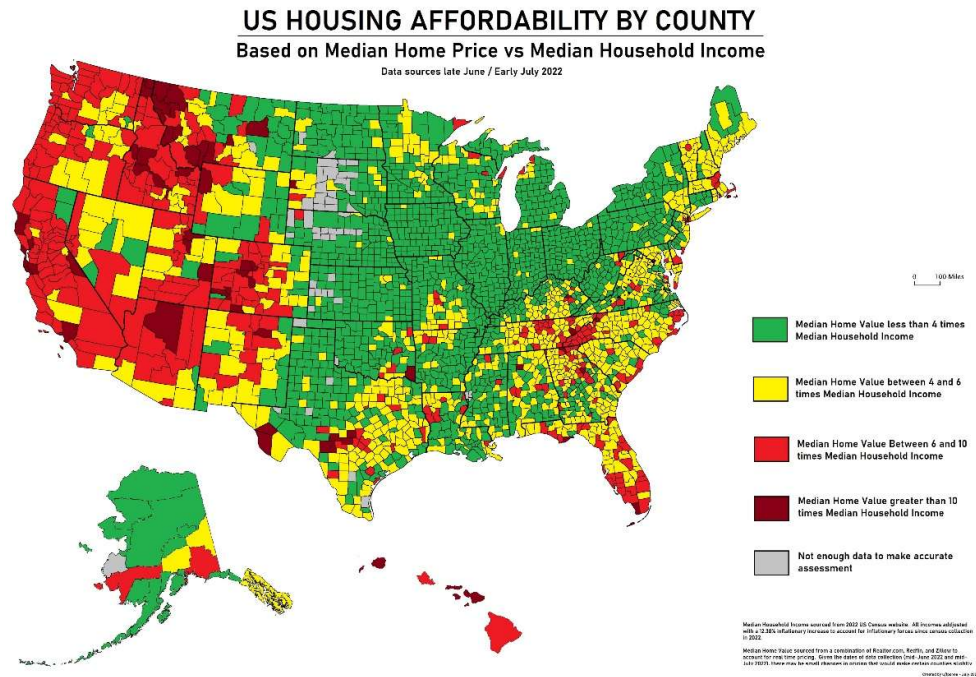 US HOUSING AFFORDABILITY BY COUNTY
Based on Median Home Price vs Median Household Income
Data sources late June / Early July 2022
0 100 Miles
Median Home Value less than 4 times
Median Household Income
Median Home Value between 4 and 6
times Median Household Income
Median Home Value Between 6 and 10
times Median Household Income
Median Home Value greater than 10
times Median Household Income
Not enough data to make accurate
assessment
Median Household Income sourced from 2022 US Census website. All incomes addjusted
with a 12.38% inflationary increase to account for inflationary forces since census collection
in 2022
Median Home Value sourced from a combination of Realtor.com, Redfin, and Zillow to
account for real time pricing. Given the dates of data collection (mid-June 2022 and mid-
July 2022), there may be small changes in pricing that would make certain counties slightly